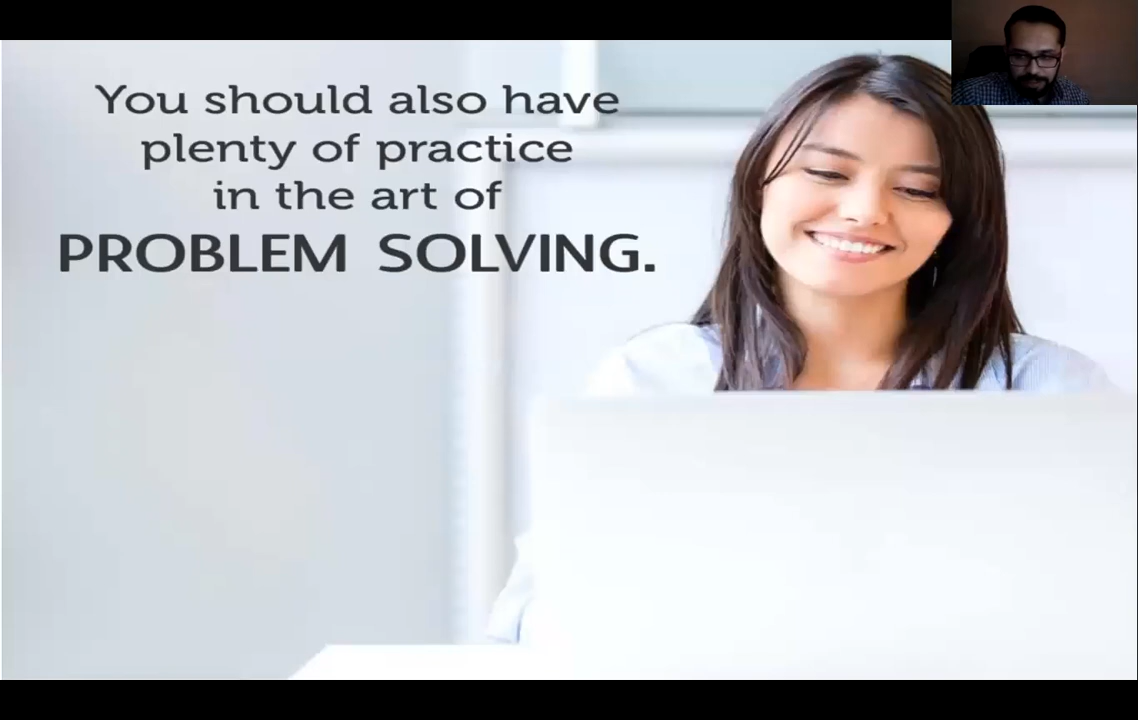 You should also have
plenty of practice
in the art of
PROBLEM SOLVING.